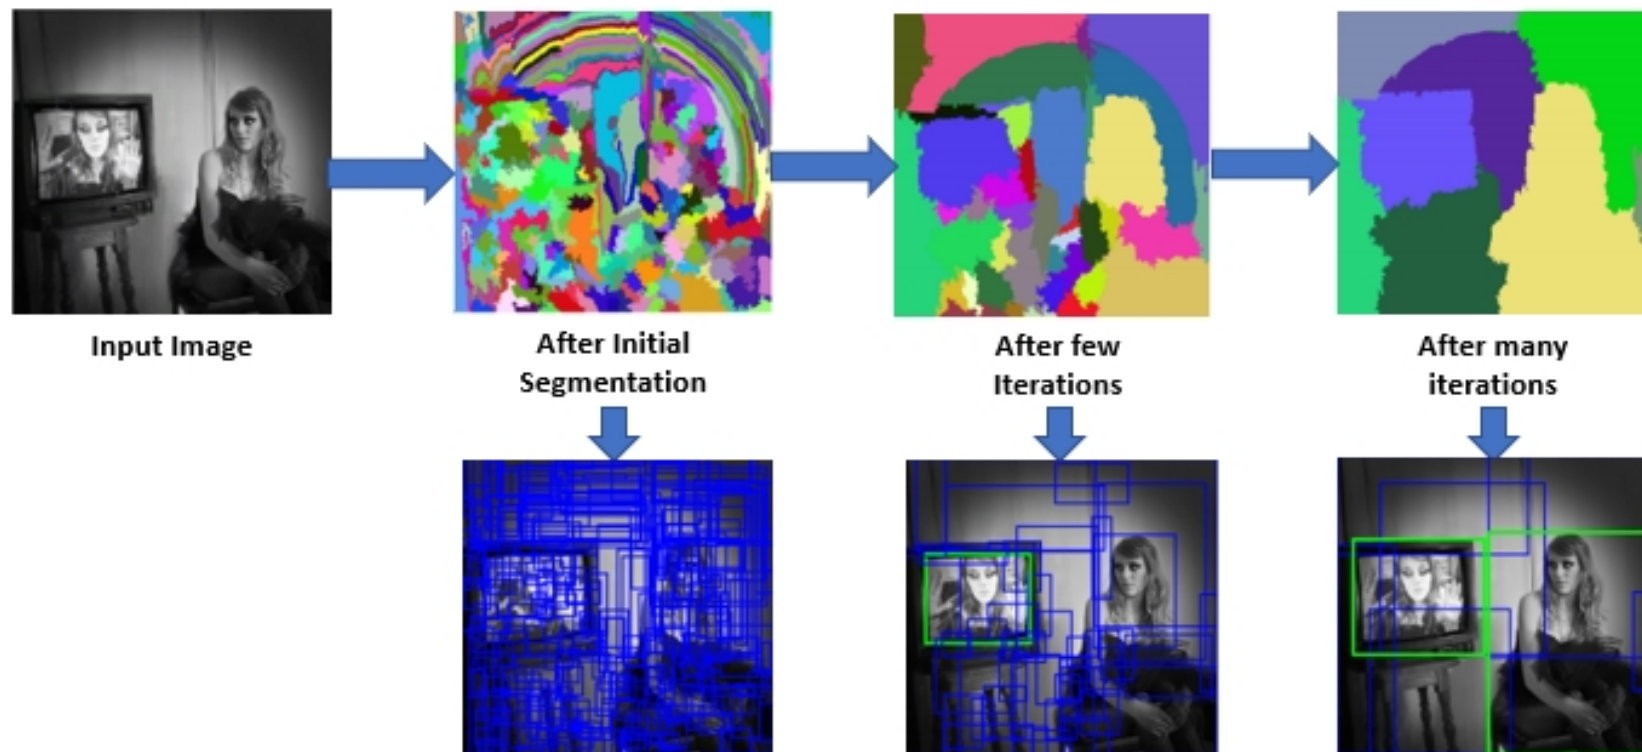 Input Image
After Initial
Segmentation
After few
Iterations
After many
iterations